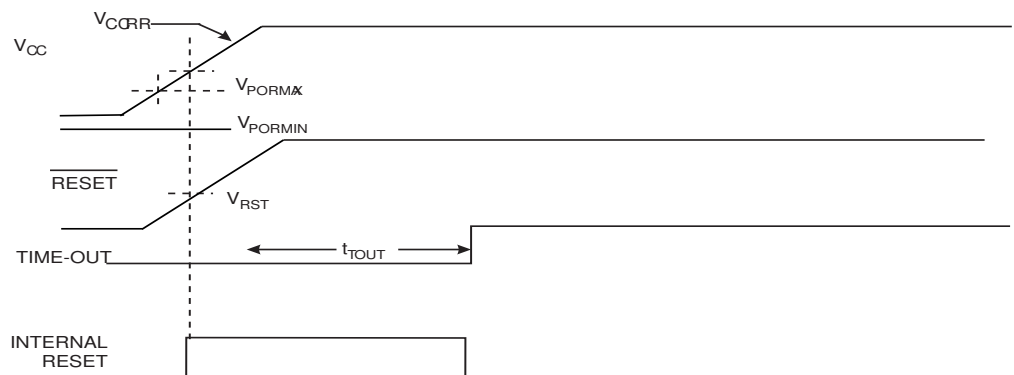 VCCRR
VCC
VPORMAX
VPORMIN
RESET
VRST
tTOUT
TIME-OUT
INTERNAL
RESET